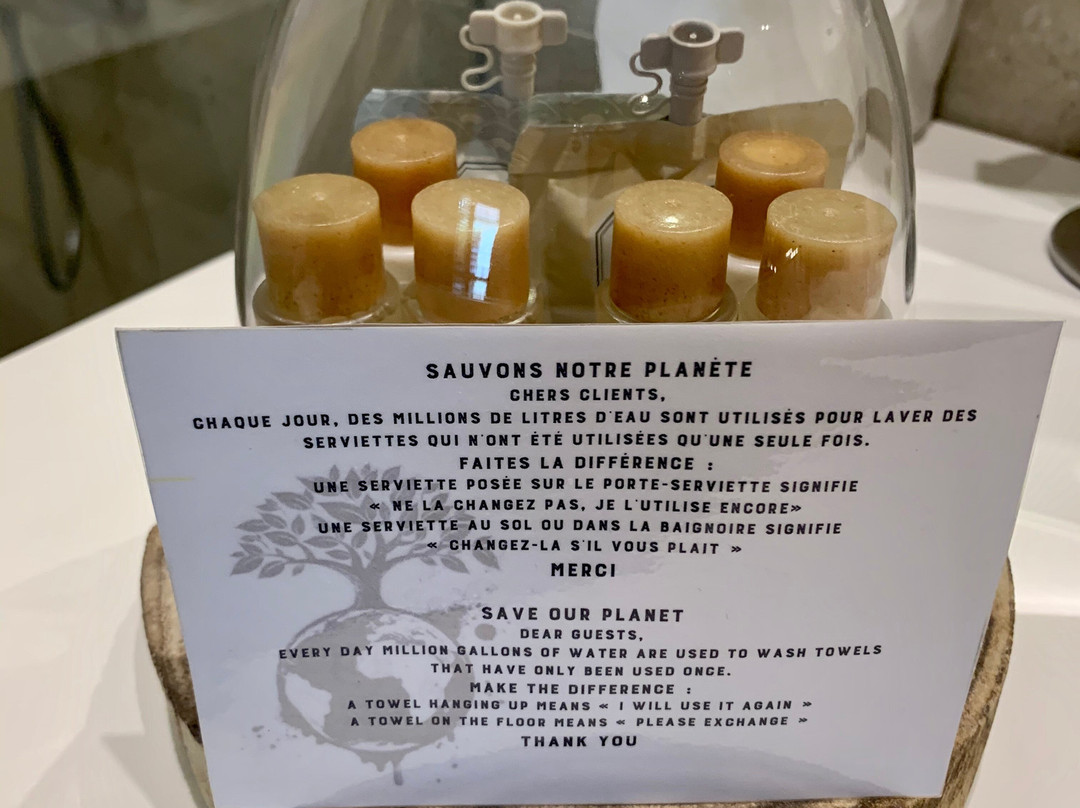 SAUVONS NOTRE PLANÈTE
CHERS CLIENTS,
CHAQUE JOUR, DES MILLIONS DE LITRES D'EAU SONT UTILISÉS POUR LAVER DES
SERVIETTES QUI N'ONT ÉTÉ UTILISÉES QU'UNE SEULE FOIS.
FAITES LA DIFFÉRENCE :
UNE SERVIETTE POSÉE SUR LE PORTE-SERVIETTE SIGNIFIE
« NE LA CHANGEZ PAS, JE L'UTILISE ENCORE»
UNE SERVIETTE AU SOL OU DANS LA BAIGNOIRE SIGNIFIE
« CHANGEZ-LA S'IL VOUS PLAIT »
MERCI
SAVE OUR PLANET
DEAR GUESTS,
EVERY DAY MILLION GALLONS OF WATER ARE USED TO WASH TOWELS
THAT HAVE ONLY BEEN USED ONCE.
MAKE THE DIFFERENCE :
A TOWEL HANGING UP MEANS « I WILL USE IT AGAIN »
A TOWEL ON THE FLOOR MEANS « PLEASE EXCHANGE »
THANK YOU